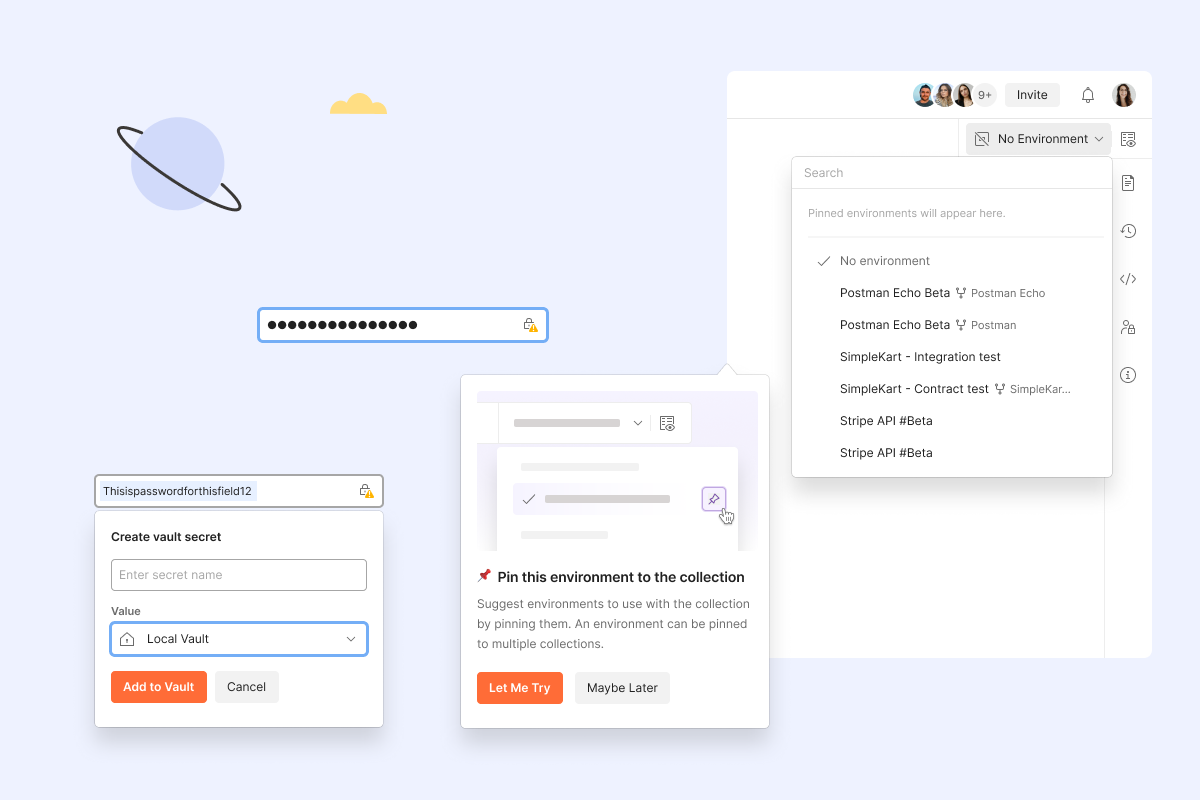 9+
Invite
No Environment
Search
Pinned environments will appear here.
No environment
Postman Echo Beta Postman Echo
Postman Echo Beta Postman
SimpleKart - Integration test
SimpleKart - Contract test SimpleKar...
Stripe API #Beta
Stripe API #Beta
●●●●●●●●●●●●●●●
Thisispasswordforthisfield12
Create vault secret
Enter secret name
Value
Local Vault
Add to Vault Cancel
Pin this environment to the collection
Suggest environments to use with the collection
by pinning them. An environment can be pinned
to multiple collections.
Let Me Try Maybe Later